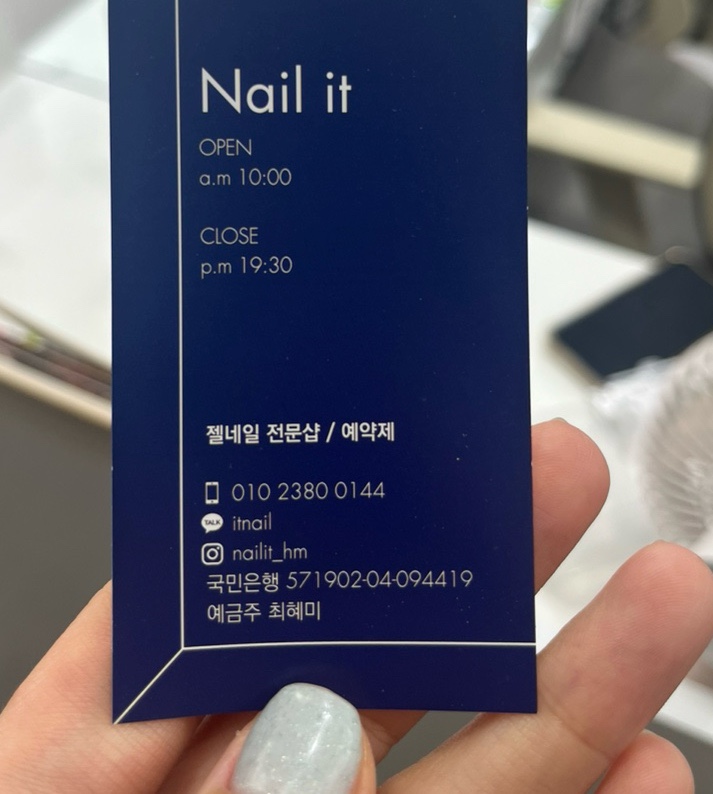 Nail it
OPEN
a.m 10:00
CLOSE
p.m 19:30
젤네일 전문샵 / 예약제
010 2380 0144
TALK itnail
nailit_hm
국민은행 571902-04-094419
예금주 최혜미